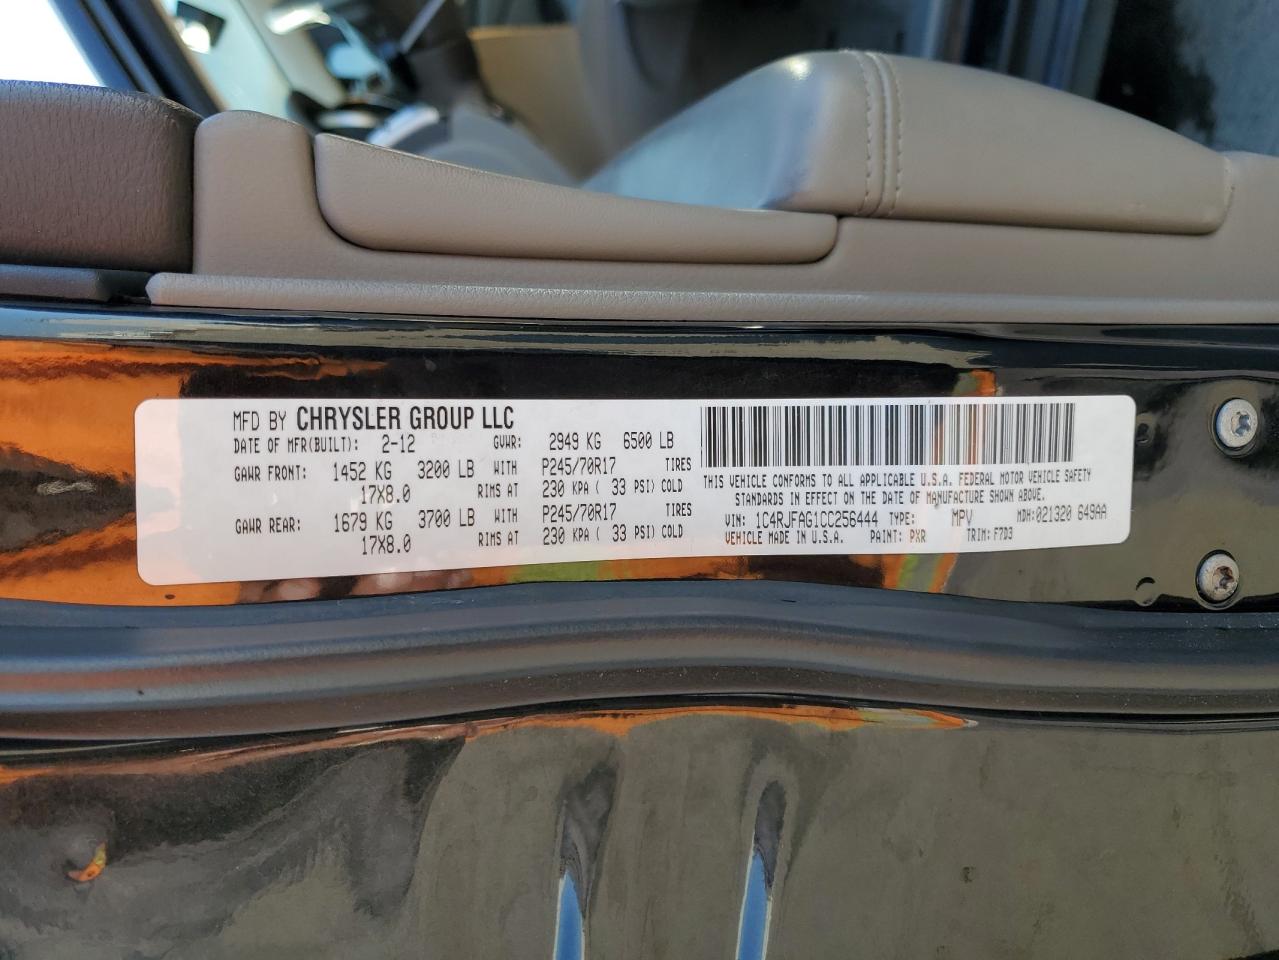 MFD BY CHRYSLER GROUP LLC
DATE OF MFR(BUILT): 2-12 GVWR: 2949 KG 6500 LB
GAWR FRONT: 1452 KG 3200 LB WITH P245/70R17 TIRES
17X8.0 RIMS AT 230 KPA ( 33 PSI) COLD
GAWR REAR: 1679 KG 3700 LB WITH P245/70R17 TIRES
17X8.0 RIMS AT 230 KPA ( 33 PSI) COLD
THIS VEHICLE CONFORMS TO ALL APPLICABLE U.S.A. FEDERAL MOTOR VEHICLE SAFETY
STANDARDS IN EFFECT ON THE DATE OF MANUFACTURE SHOWN ABOVE.
VIN: 1C4RJFAG1CC256444 TYPE: MPV MDH:021320 649AA
VEHICLE MADE IN U.S.A. PAINT: PXR TRIM: F7D3